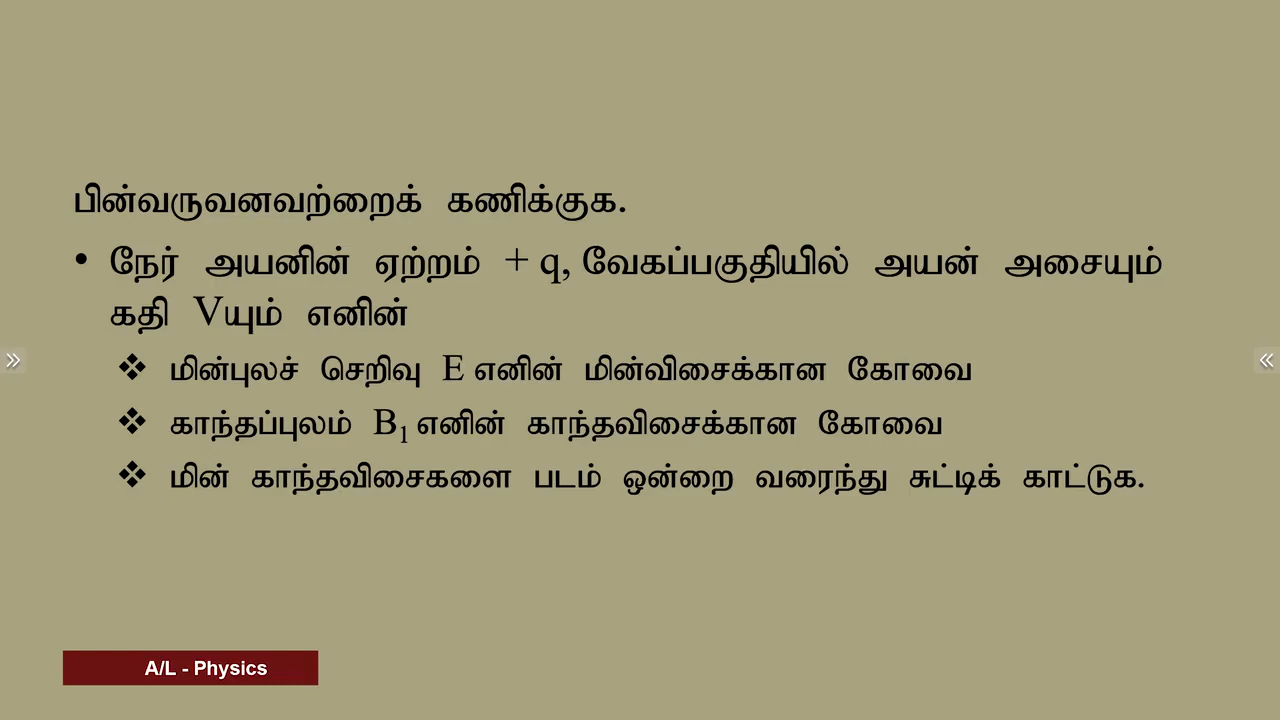 பின்வருவனவற்றைக் கணிக்குக.
• நேர் அயனின் ஏற்றம் + q, வேகப்பகுதியில் அயன் அசையும்
கதி Vயும் எனின்
❖ மின்புலச் செறிவு E எனின் மின்விசைக்கான கோவை
❖ காந்தப்புலம் B₁ எனின் காந்தவிசைக்கான கோவை
❖ மின் காந்தவிசைகளை படம் ஒன்றை வரைந்து சுட்டிக் காட்டுக.
A/L - Physics